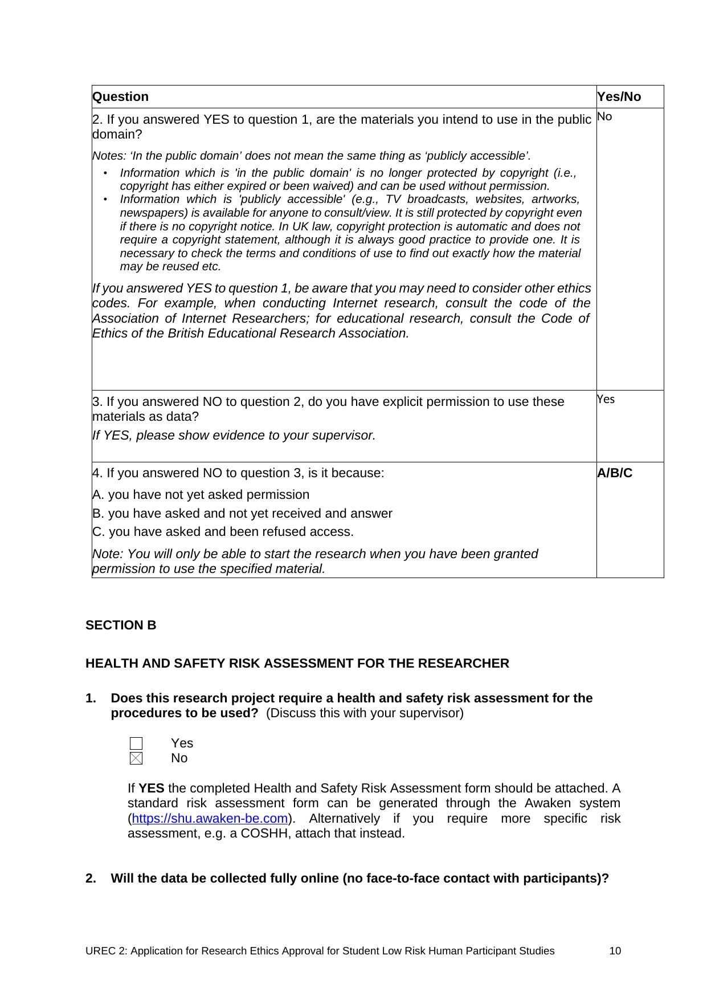 Question Yes/No
2. If you answered YES to question 1, are the materials you intend to use in the public No
domain?
Notes: ‘In the public domain’ does not mean the same thing as ‘publicly accessible’.
• Information which is 'in the public domain' is no longer protected by copyright (i.e.,
copyright has either expired or been waived) and can be used without permission.
• Information which is 'publicly accessible' (e.g., TV broadcasts, websites, artworks,
newspapers) is available for anyone to consult/view. It is still protected by copyright even
if there is no copyright notice. In UK law, copyright protection is automatic and does not
require a copyright statement, although it is always good practice to provide one. It is
necessary to check the terms and conditions of use to find out exactly how the material
may be reused etc.
If you answered YES to question 1, be aware that you may need to consider other ethics
codes. For example, when conducting Internet research, consult the code of the
Association of Internet Researchers; for educational research, consult the Code of
Ethics of the British Educational Research Association.
3. If you answered NO to question 2, do you have explicit permission to use these Yes
materials as data?
If YES, please show evidence to your supervisor.
4. If you answered NO to question 3, is it because: A/B/C
A. you have not yet asked permission
B. you have asked and not yet received and answer
C. you have asked and been refused access.
Note: You will only be able to start the research when you have been granted
permission to use the specified material.
SECTION B
HEALTH AND SAFETY RISK ASSESSMENT FOR THE RESEARCHER
1. Does this research project require a health and safety risk assessment for the
procedures to be used? (Discuss this with your supervisor)
☐ Yes
☒ No
If YES the completed Health and Safety Risk Assessment form should be attached. A
standard risk assessment form can be generated through the Awaken system
(https://shu.awaken-be.com). Alternatively if you require more specific risk
assessment, e.g. a COSHH, attach that instead.
2. Will the data be collected fully online (no face-to-face contact with participants)?
UREC 2: Application for Research Ethics Approval for Student Low Risk Human Participant Studies 10